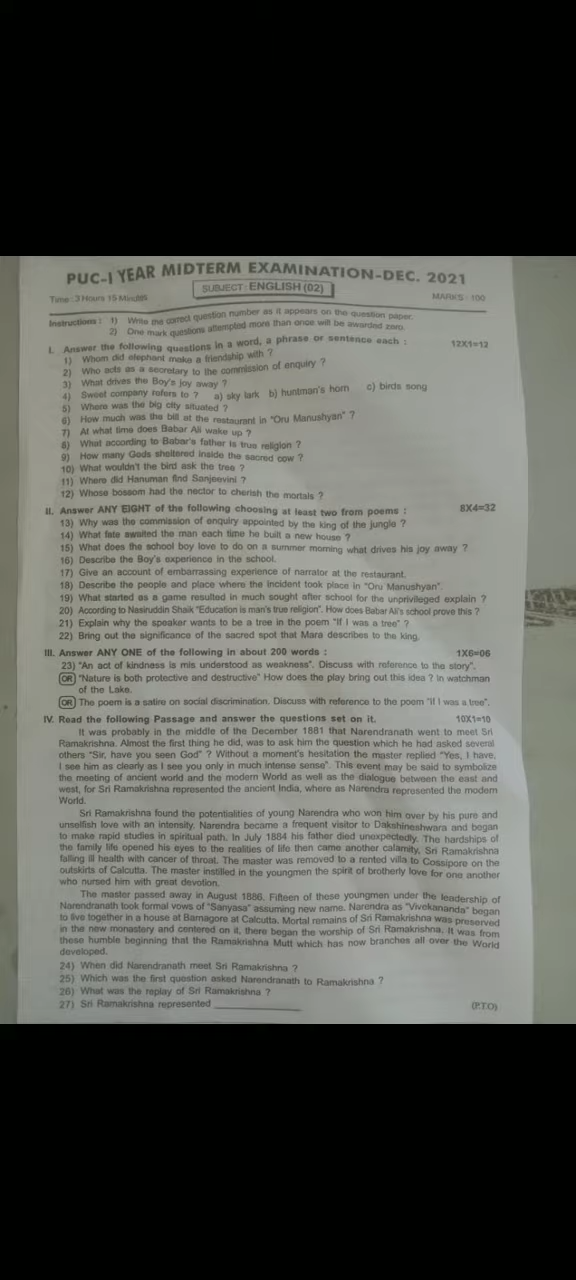 PUC-I YEAR MIDTERM EXAMINATION-DEC. 2021
SUBJECT : ENGLISH (02)
Time : 3 Hours 15 Minutes
MARKS : 100
Instructions : 1) Write the correct question number as it appears on the question paper.
2) One mark questions attempted more than once will be awarded zero.
I. Answer the following questions in a word, a phrase or sentence each : 12X1=12
1) Whom did elephant make a friendship with ?
2) Who acts as a secretary to the commission of enquiry ?
3) What drives the Boy's joy away ?
4) Sweet company refers to ? a) sky lark b) huntman's horn c) birds song
5) Where was the big city situated ?
6) How much was the bill at the restaurant in "Oru Manushyan" ?
7) At what time does Babar Ali wake up ?
8) What according to Babar's father is true religion ?
9) How many Gods sheltered inside the sacred cow ?
10) What wouldn't the bird ask the tree ?
11) Where did Hanuman find Sanjeevini ?
12) Whose bossom had the nector to cherish the mortals ?
II. Answer ANY EIGHT of the following choosing at least two from poems : 8X4=32
13) Why was the commission of enquiry appointed by the king of the jungle ?
14) What fate awaited the man each time he built a new house ?
15) What does the school boy love to do on a summer morning what drives his joy away ?
16) Describe the Boy's experience in the school.
17) Give an account of embarrassing experience of narrator at the restaurant.
18) Describe the people and place where the incident took place in "Oru Manushyan".
19) What started as a game resulted in much sought after school for the unprivileged explain ?
20) According to Nasiruddin Shaik "Education is man's true religion". How does Babar Ali's school prove this ?
21) Explain why the speaker wants to be a tree in the poem "If I was a tree" ?
22) Bring out the significance of the sacred spot that Mara describes to the king.
III. Answer ANY ONE of the following in about 200 words : 1X6=06
23) "An act of kindness is mis understood as weakness". Discuss with reference to the story".
OR "Nature is both protective and destructive" How does the play bring out this idea ? In watchman
of the Lake.
OR The poem is a satire on social discrimination. Discuss with reference to the poem "If I was a tree".
IV. Read the following Passage and answer the questions set on it. 10X1=10
It was probably in the middle of the December 1881 that Narendranath went to meet Sri
Ramakrishna. Almost the first thing he did, was to ask him the question which he had asked several
others "Sir, have you seen God" ? Without a moment's hesitation the master replied "Yes, I have,
I see him as clearly as I see you only in much intense sense". This event may be said to symbolize
the meeting of ancient world and the modern World as well as the dialogue between the east and
west, for Sri Ramakrishna represented the ancient India, where as Narendra represented the modern
World.
Sri Ramakrishna found the potentialities of young Narendra who won him over by his pure and
unselfish love with an intensity. Narendra became a frequent visitor to Dakshineshwara and began
to make rapid studies in spiritual path. In July 1884 his father died unexpectedly. The hardships of
the family life opened his eyes to the realities of life then came another calamity, Sri Ramakrishna
falling ill health with cancer of throat. The master was removed to a rented villa to Cossipore on the
outskirts of Calcutta. The master instilled in the youngmen the spirit of brotherly love for one another
who nursed him with great devotion.
The master passed away in August 1886. Fifteen of these youngmen under the leadership of
Narendranath took formal vows of "Sanyasa" assuming new name. Narendra as "Vivekananda" began
to live together in a house at Barnagore at Calcutta. Mortal remains of Sri Ramakrishna was preserved
in the new monastary and centered on it, there began the worship of Sri Ramakrishna. It was from
these humble beginning that the Ramakrishna Mutt which has now branches all over the World
developed.
24) When did Narendranath meet Sri Ramakrishna ?
25) Which was the first question asked Narendranath to Ramakrishna ?
26) What was the replay of Sri Ramakrishna ?
27) Sri Ramakrishna represented ____________
(P.T.O)